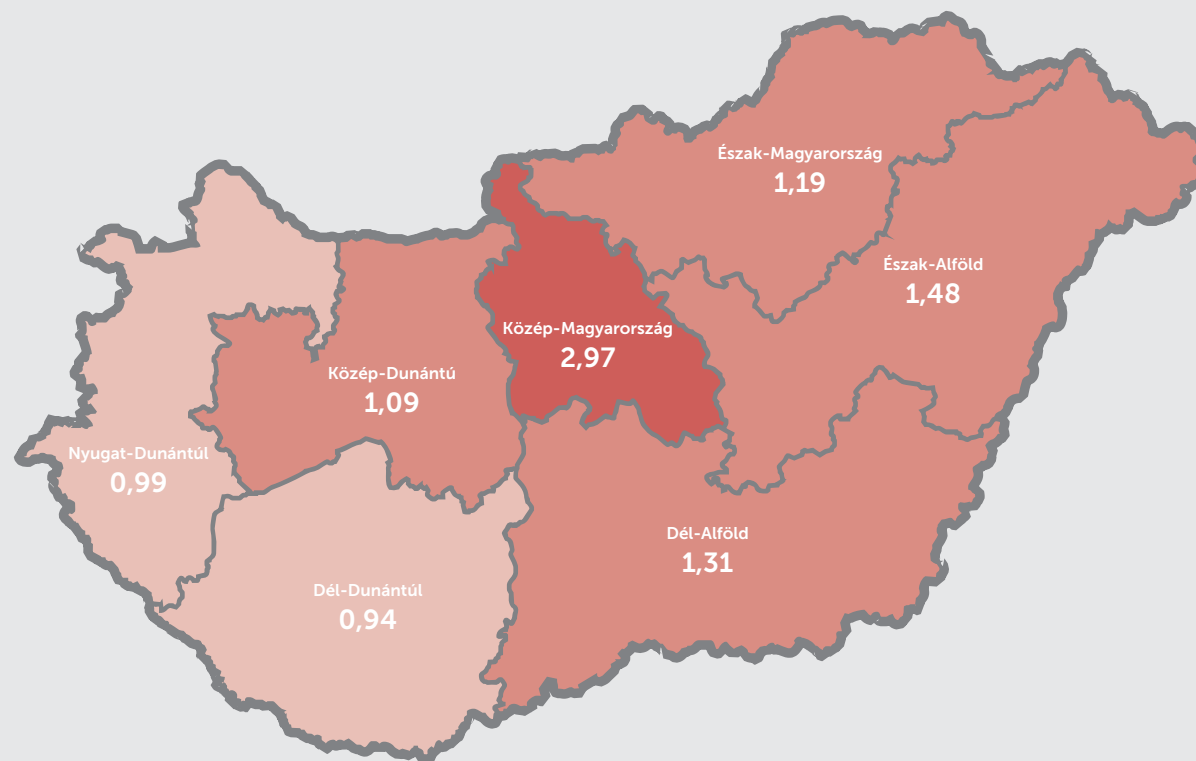 Észak-Magyarország
1,19
Észak-Alföld
1,48
Közép-Magyarország
2,97
Közép-Dunántú
1,09
Nyugat-Dunántúl
0,99
Dél-Alföld
1,31
Dél-Dunántúl
0,94